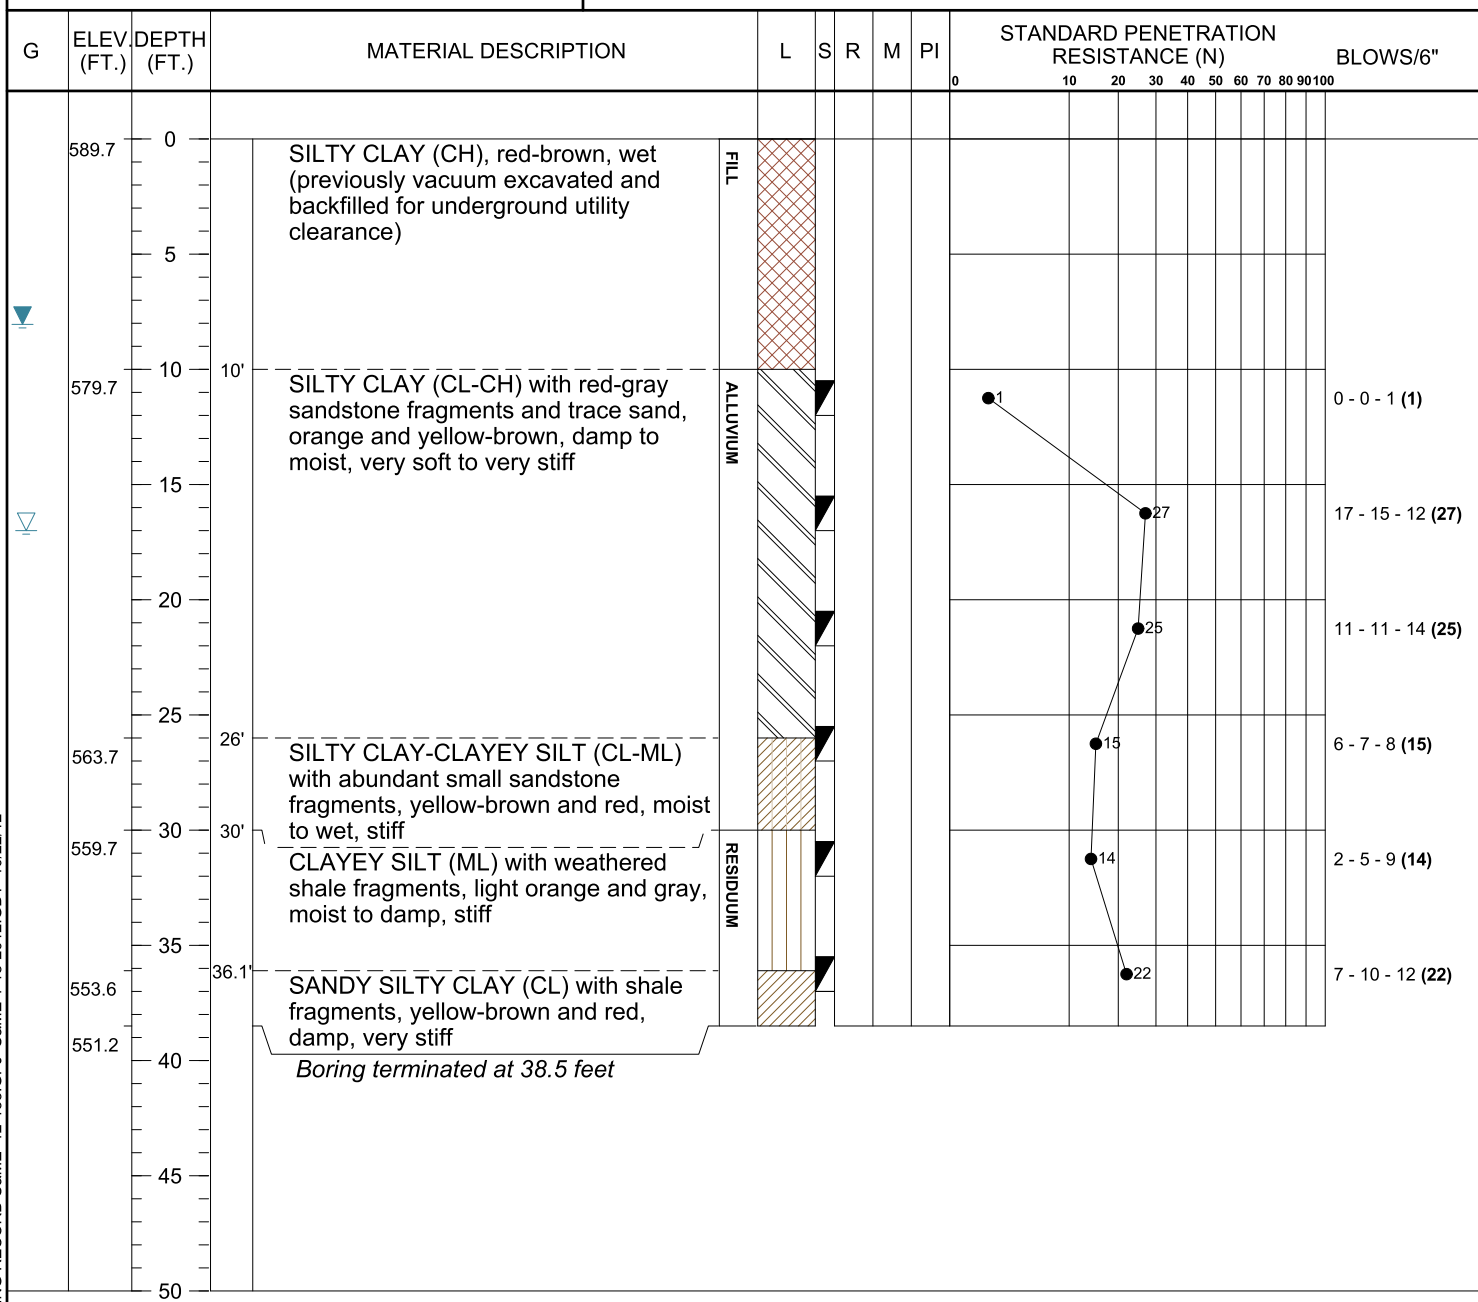 G
ELEV. (FT.)
DEPTH (FT.)
MATERIAL DESCRIPTION
L
S
R
M
PI
STANDARD PENETRATION
RESISTANCE (N)
0 10 20 30 40 50 60 70 80 90 100
BLOWS/6"
0
589.7
SILTY CLAY (CH), red-brown, wet
(previously vacuum excavated and
backfilled for underground utility
clearance)
FILL
5
10
10'
579.7
SILTY CLAY (CL-CH) with red-gray
sandstone fragments and trace sand,
orange and yellow-brown, damp to
moist, very soft to very stiff
ALLUVIUM
1
0 - 0 - 1 (1)
15
27
17 - 15 - 12 (27)
20
25
11 - 11 - 14 (25)
25
26'
563.7
SILTY CLAY-CLAYEY SILT (CL-ML)
with abundant small sandstone
fragments, yellow-brown and red, moist
to wet, stiff
15
6 - 7 - 8 (15)
30
30'
559.7
CLAYEY SILT (ML) with weathered
shale fragments, light orange and gray,
moist to damp, stiff
RESIDUUM
14
2 - 5 - 9 (14)
35
36.1'
553.6
SANDY SILTY CLAY (CL) with shale
fragments, yellow-brown and red,
damp, very stiff
22
7 - 10 - 12 (22)
551.2
Boring terminated at 38.5 feet
40
45
50